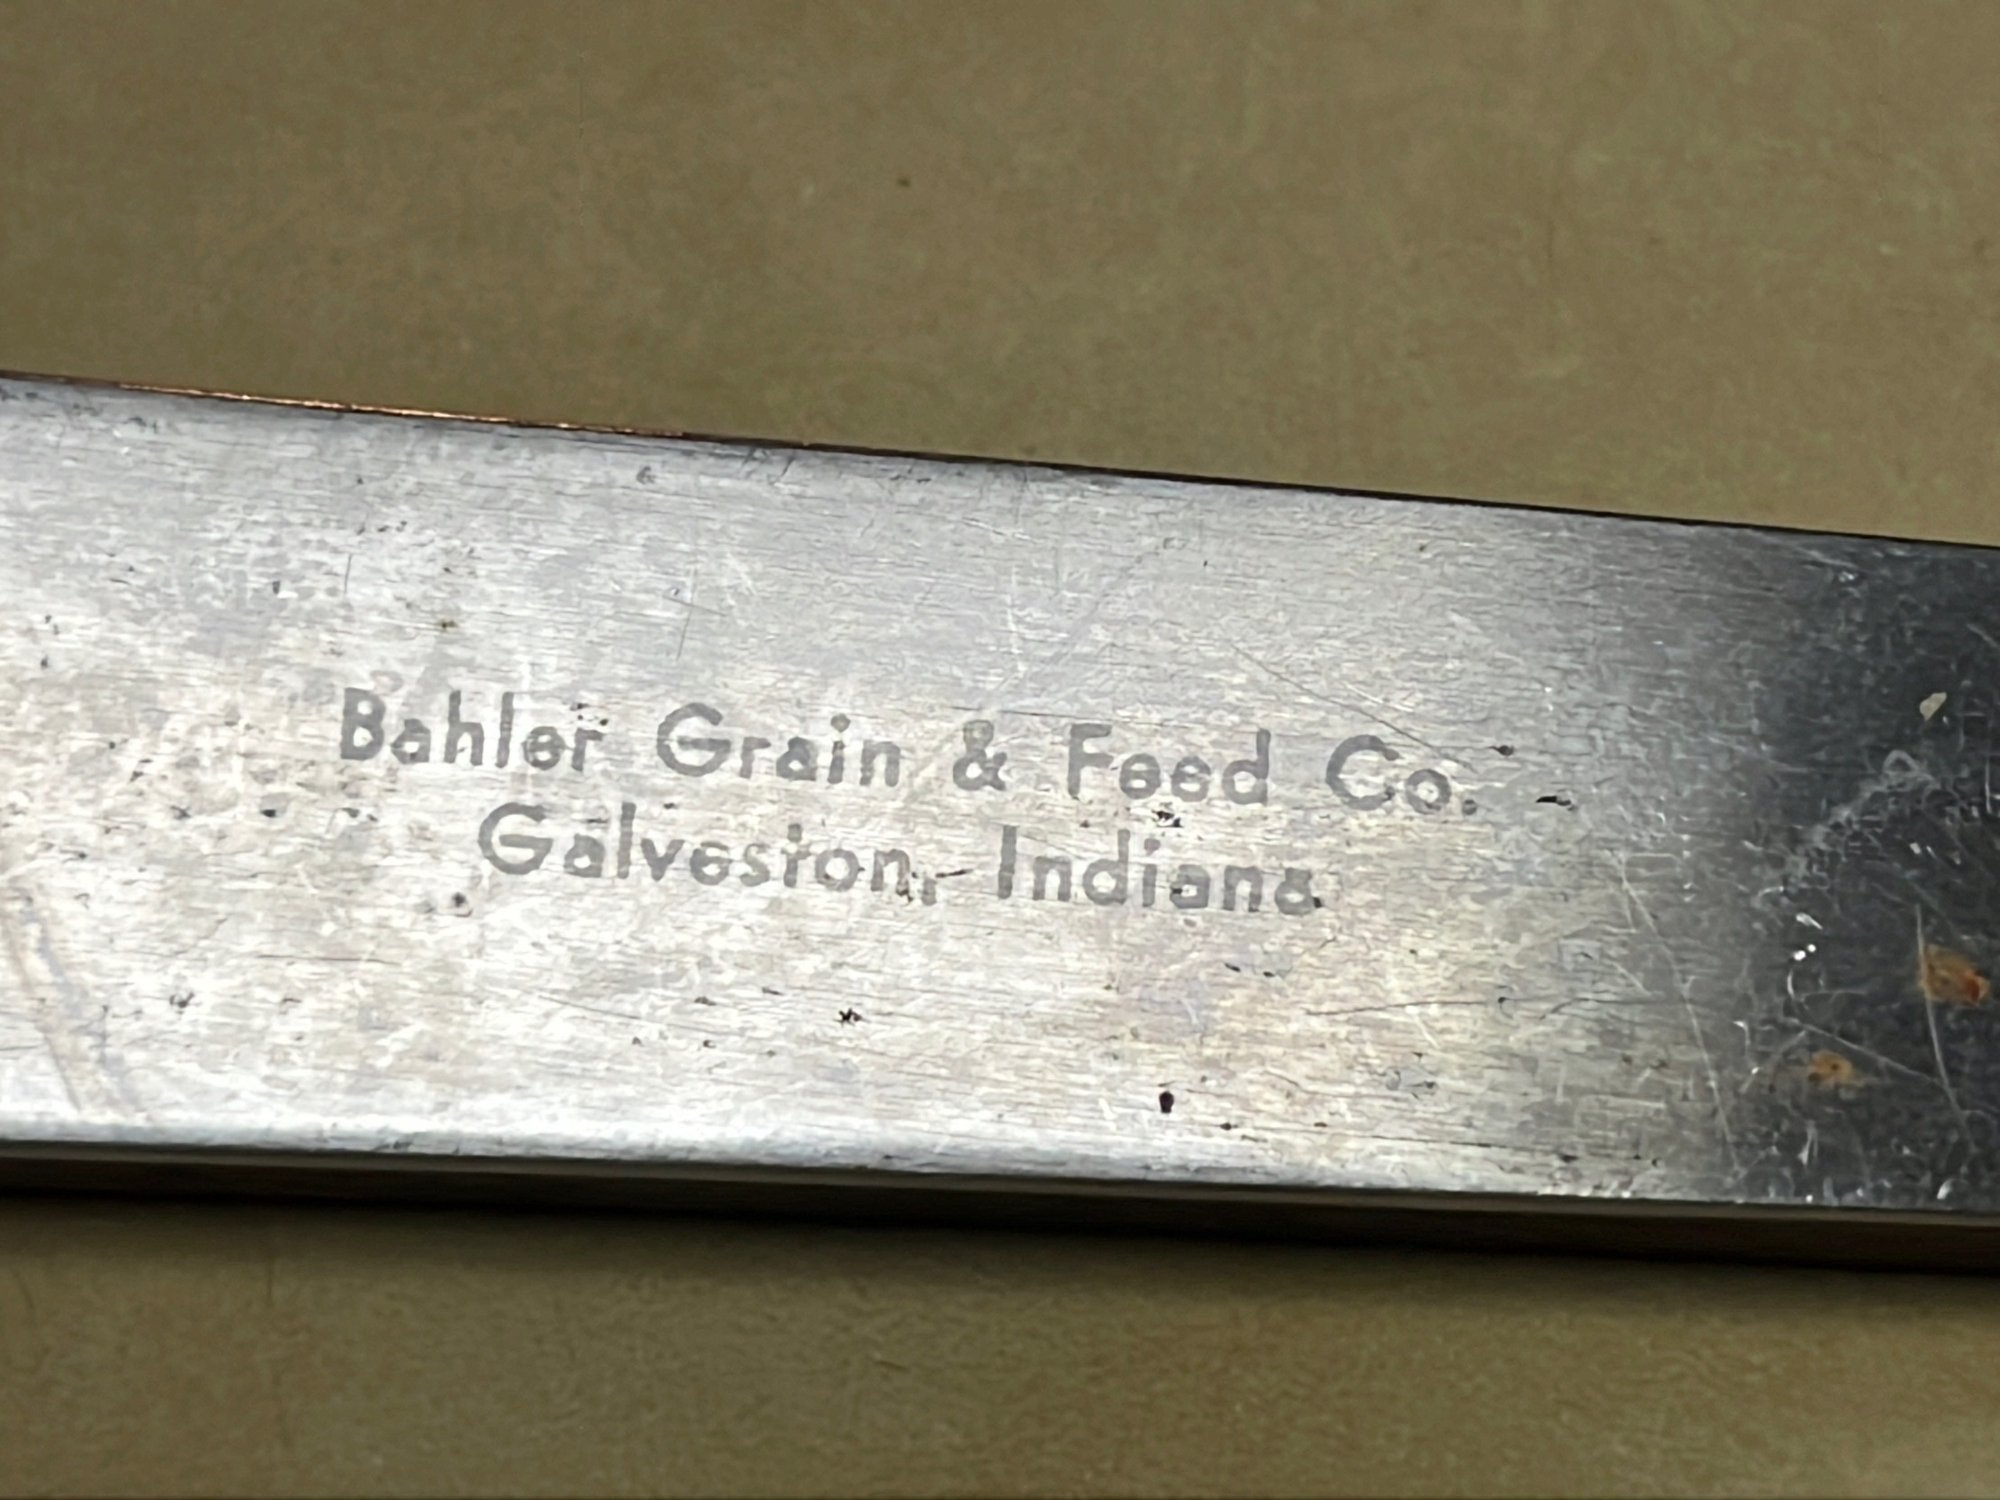 Bahler Grain & Feed Co.
Galveston, Indiana